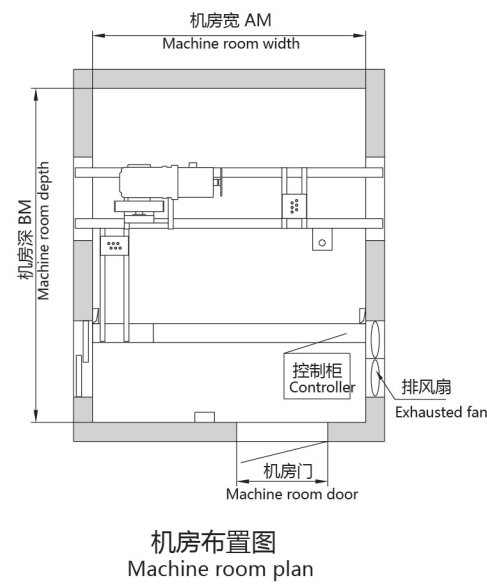 机房宽 AM
Machine room width
机房深 BM
Machine room depth
控制柜
Controller
排风扇
Exhausted fan
机房门
Machine room door
机房布置图
Machine room plan